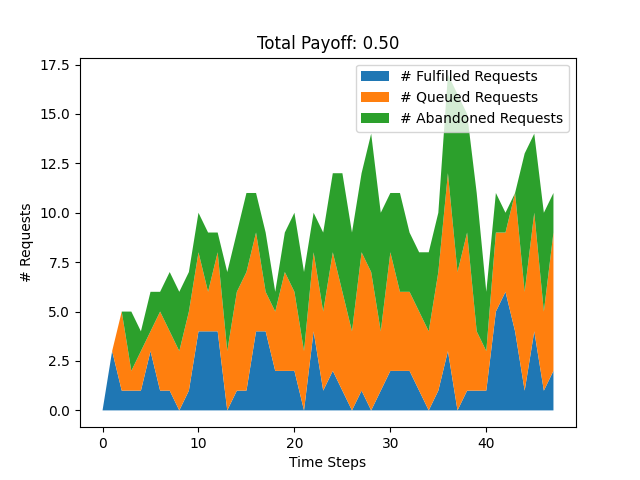 Total Payoff: 0.50
# Fulfilled Requests
# Queued Requests
# Abandoned Requests
# Requests
17.5
15.0
12.5
10.0
7.5
5.0
2.5
0.0
0 10 20 30 40
Time Steps